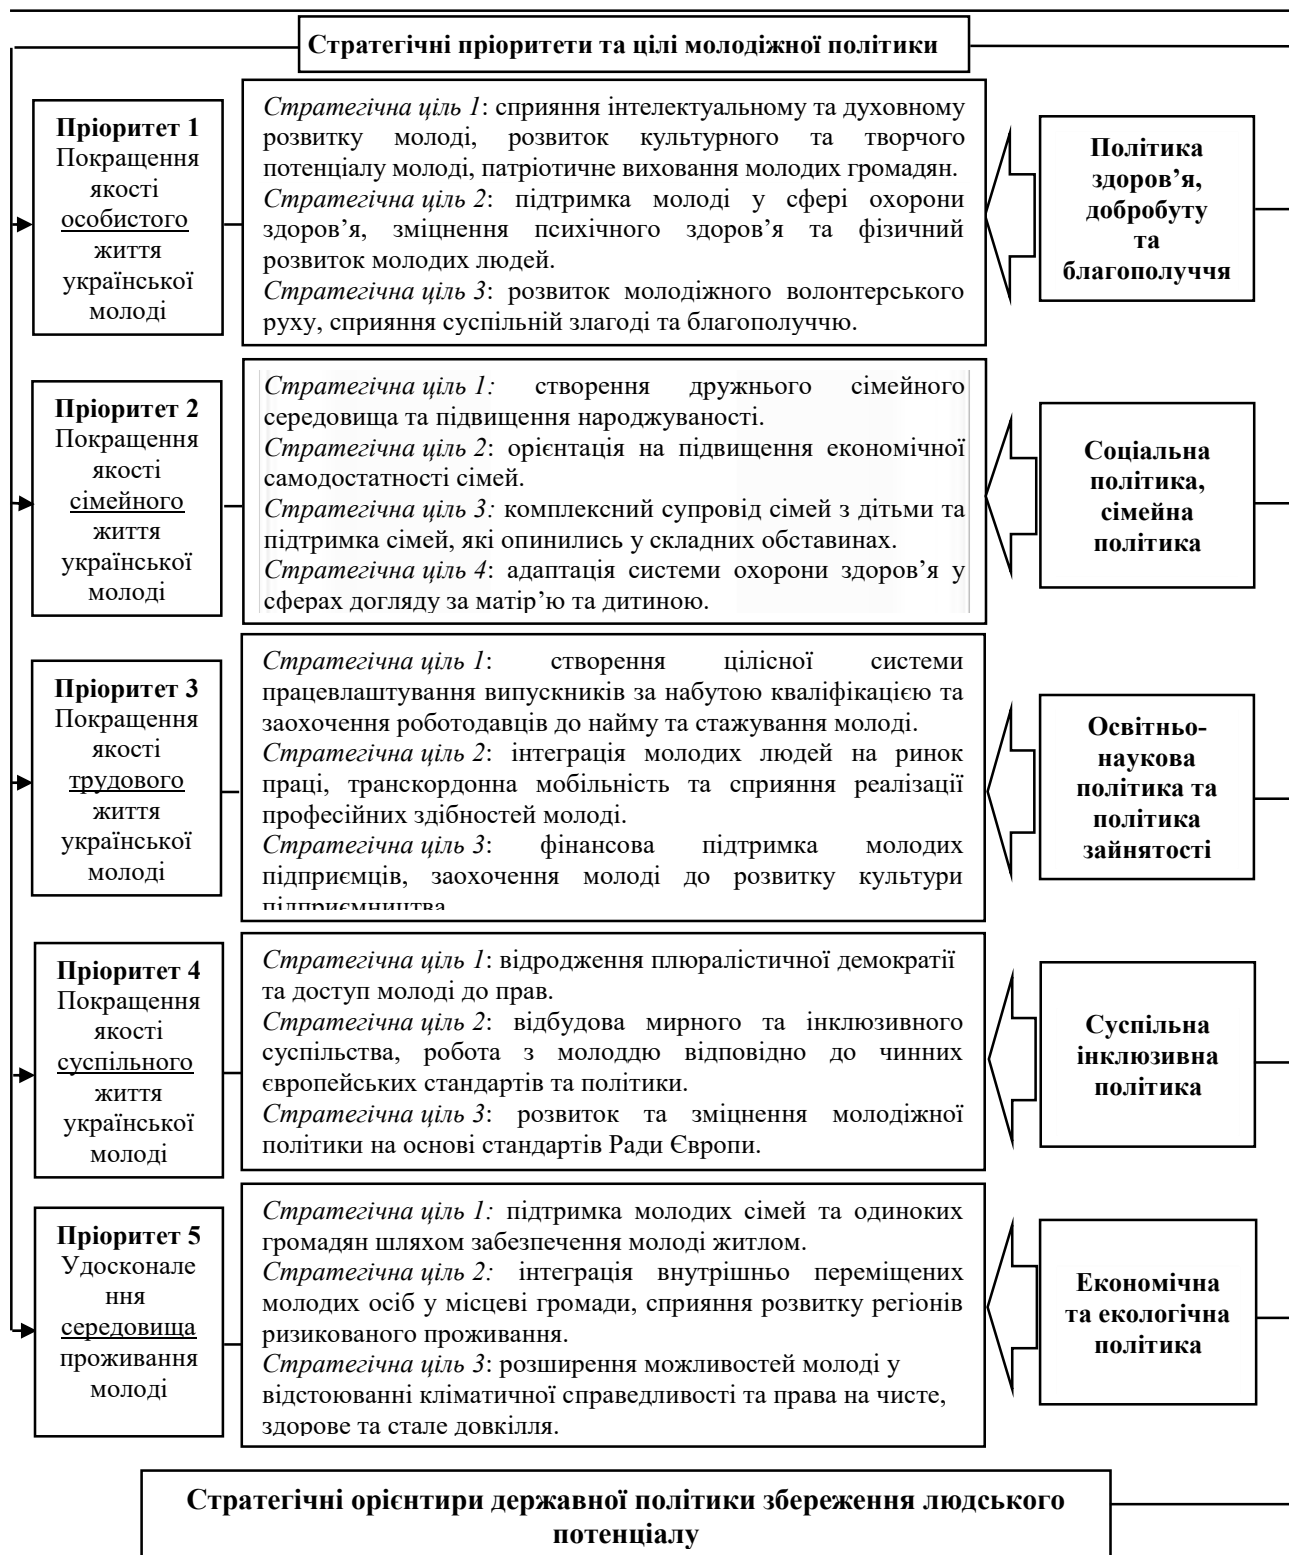 Стратегічні пріоритети та цілі молодіжної політики
Пріоритет 1
Покращення
якості
особистого
життя
української
молоді
Стратегічна ціль 1: сприяння інтелектуальному та духовному
розвитку молоді, розвиток культурного та творчого
потенціалу молоді, патріотичне виховання молодих громадян.
Стратегічна ціль 2: підтримка молоді у сфері охорони
здоров’я, зміцнення психічного здоров’я та фізичний
розвиток молодих людей.
Стратегічна ціль 3: розвиток молодіжного волонтерського
руху, сприяння суспільній злагоді та благополуччю.
Політика
здоров’я,
добробуту
та
благополуччя
Пріоритет 2
Покращення
якості
сімейного
життя
української
молоді
Стратегічна ціль 1: створення дружнього сімейного
середовища та підвищення народжуваності.
Стратегічна ціль 2: орієнтація на підвищення економічної
самодостатності сімей.
Стратегічна ціль 3: комплексний супровід сімей з дітьми та
підтримка сімей, які опинились у складних обставинах.
Стратегічна ціль 4: адаптація системи охорони здоров’я у
сферах догляду за матір’ю та дитиною.
Соціальна
політика,
сімейна
політика
Пріоритет 3
Покращення
якості
трудового
життя
української
молоді
Стратегічна ціль 1: створення цілісної системи
працевлаштування випускників за набутою кваліфікацією та
заохочення роботодавців до найму та стажування молоді.
Стратегічна ціль 2: інтеграція молодих людей на ринок
праці, транскордонна мобільність та сприяння реалізації
професійних здібностей молоді.
Стратегічна ціль 3: фінансова підтримка молодих
підприємців, заохочення молоді до розвитку культури
підприємництва.
Освітньо-
наукова
політика та
політика
зайнятості
Пріоритет 4
Покращення
якості
суспільного
життя
української
молоді
Стратегічна ціль 1: відродження плюралістичної демократії
та доступ молоді до прав.
Стратегічна ціль 2: відбудова мирного та інклюзивного
суспільства, робота з молоддю відповідно до чинних
європейських стандартів та політики.
Стратегічна ціль 3: розвиток та зміцнення молодіжної
політики на основі стандартів Ради Європи.
Суспільна
інклюзивна
політика
Пріоритет 5
Удосконале
ння
середовища
проживання
молоді
Стратегічна ціль 1: підтримка молодих сімей та одиноких
громадян шляхом забезпечення молоді житлом.
Стратегічна ціль 2: інтеграція внутрішньо переміщених
молодих осіб у місцеві громади, сприяння розвитку регіонів
ризикованого проживання.
Стратегічна ціль 3: розширення можливостей молоді у
відстоюванні кліматичної справедливості та права на чисте,
здорове та стале довкілля.
Економічна
та екологічна
політика
Стратегічні орієнтири державної політики збереження людського
потенціалу